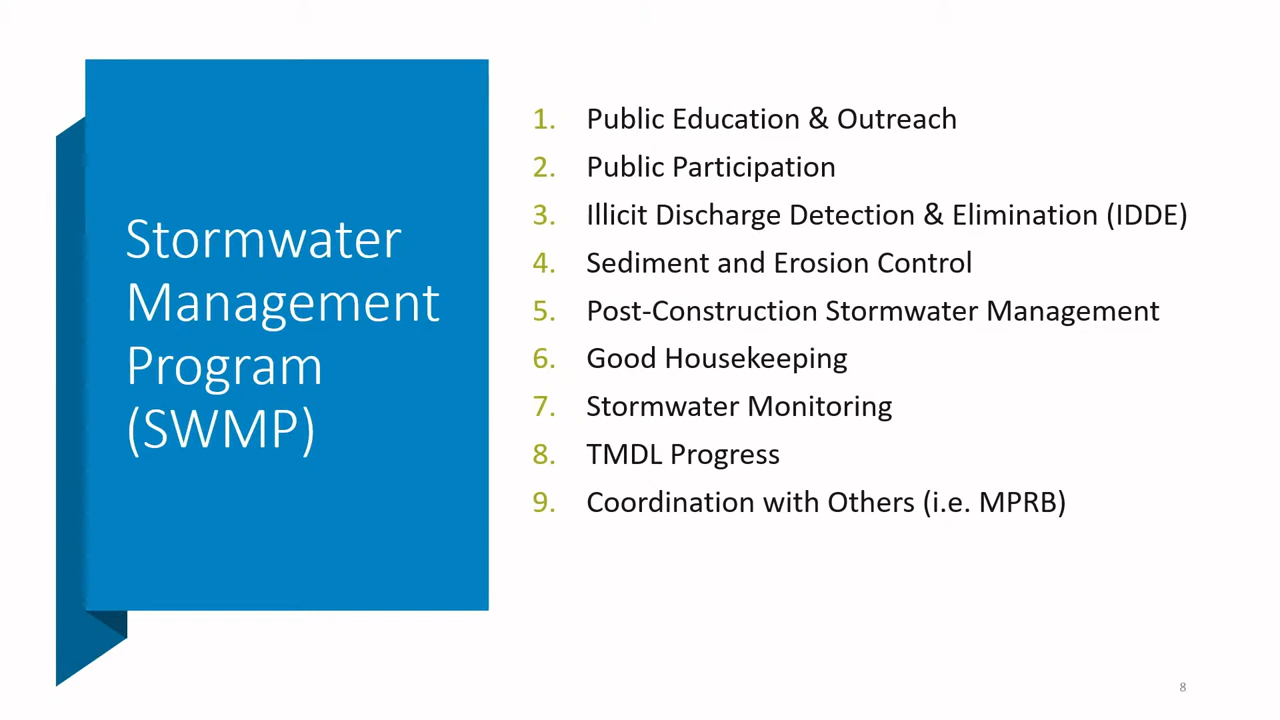 Stormwater
Management
Program
(SWMP)
1. Public Education & Outreach
2. Public Participation
3. Illicit Discharge Detection & Elimination (IDDE)
4. Sediment and Erosion Control
5. Post-Construction Stormwater Management
6. Good Housekeeping
7. Stormwater Monitoring
8. TMDL Progress
9. Coordination with Others (i.e. MPRB)
8